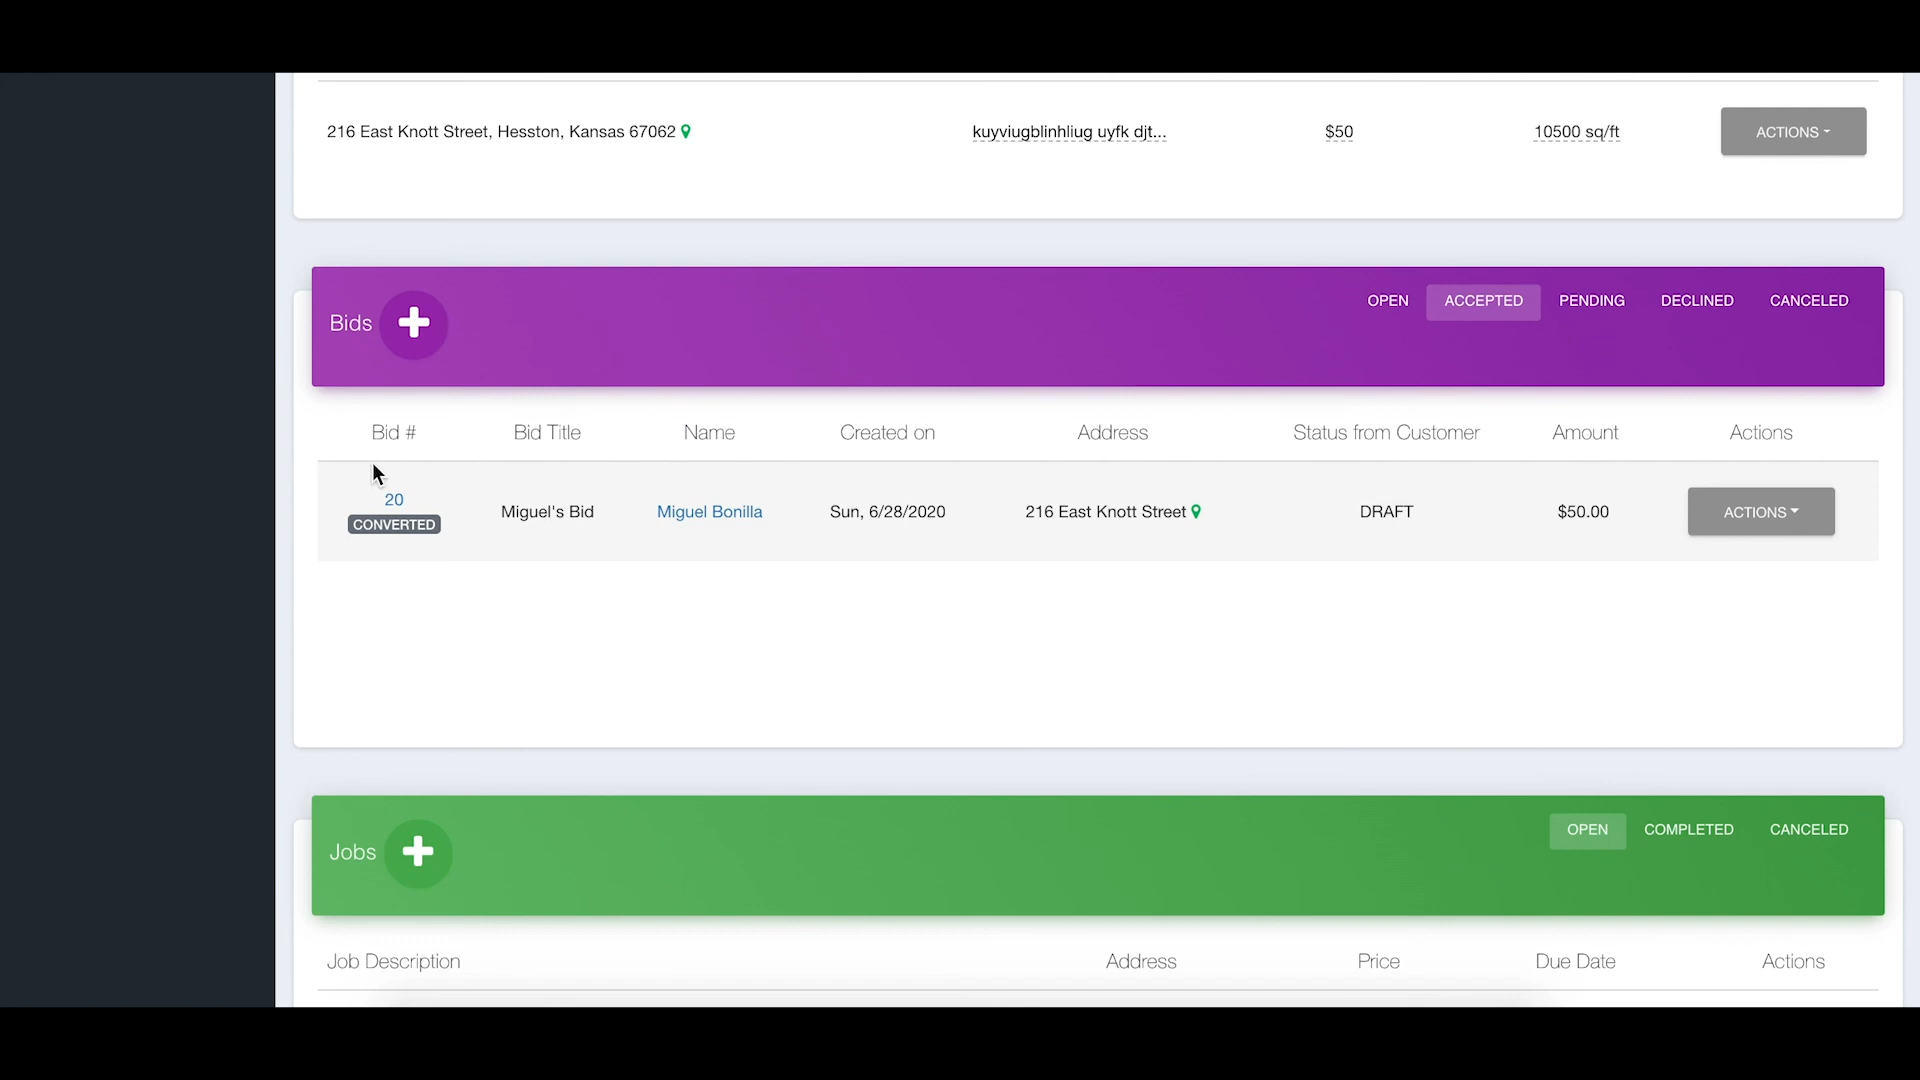 216 East Knott Street, Hesston, Kansas 67062 kuyviugblinhliug uyfk djt... $50 10500 sq/ft ACTIONS
Bids OPEN ACCEPTED PENDING DECLINED CANCELED
Bid # Bid Title Name Created on Address Status from Customer Amount Actions
20
CONVERTED
Miguel's Bid Miguel Bonilla Sun, 6/28/2020 216 East Knott Street DRAFT $50.00 ACTIONS
Jobs OPEN COMPLETED CANCELED
Job Description Address Price Due Date Actions